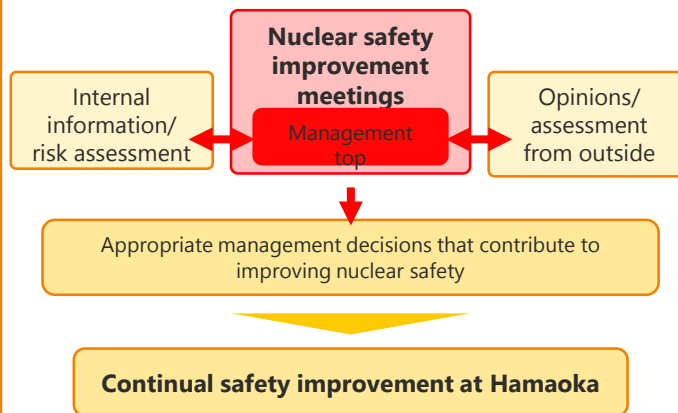 Nuclear safety
improvement
meetings
Internal
information/
risk assessment
Management
top
Opinions/
assessment
from outside
Appropriate management decisions that contribute to
improving nuclear safety
Continual safety improvement at Hamaoka